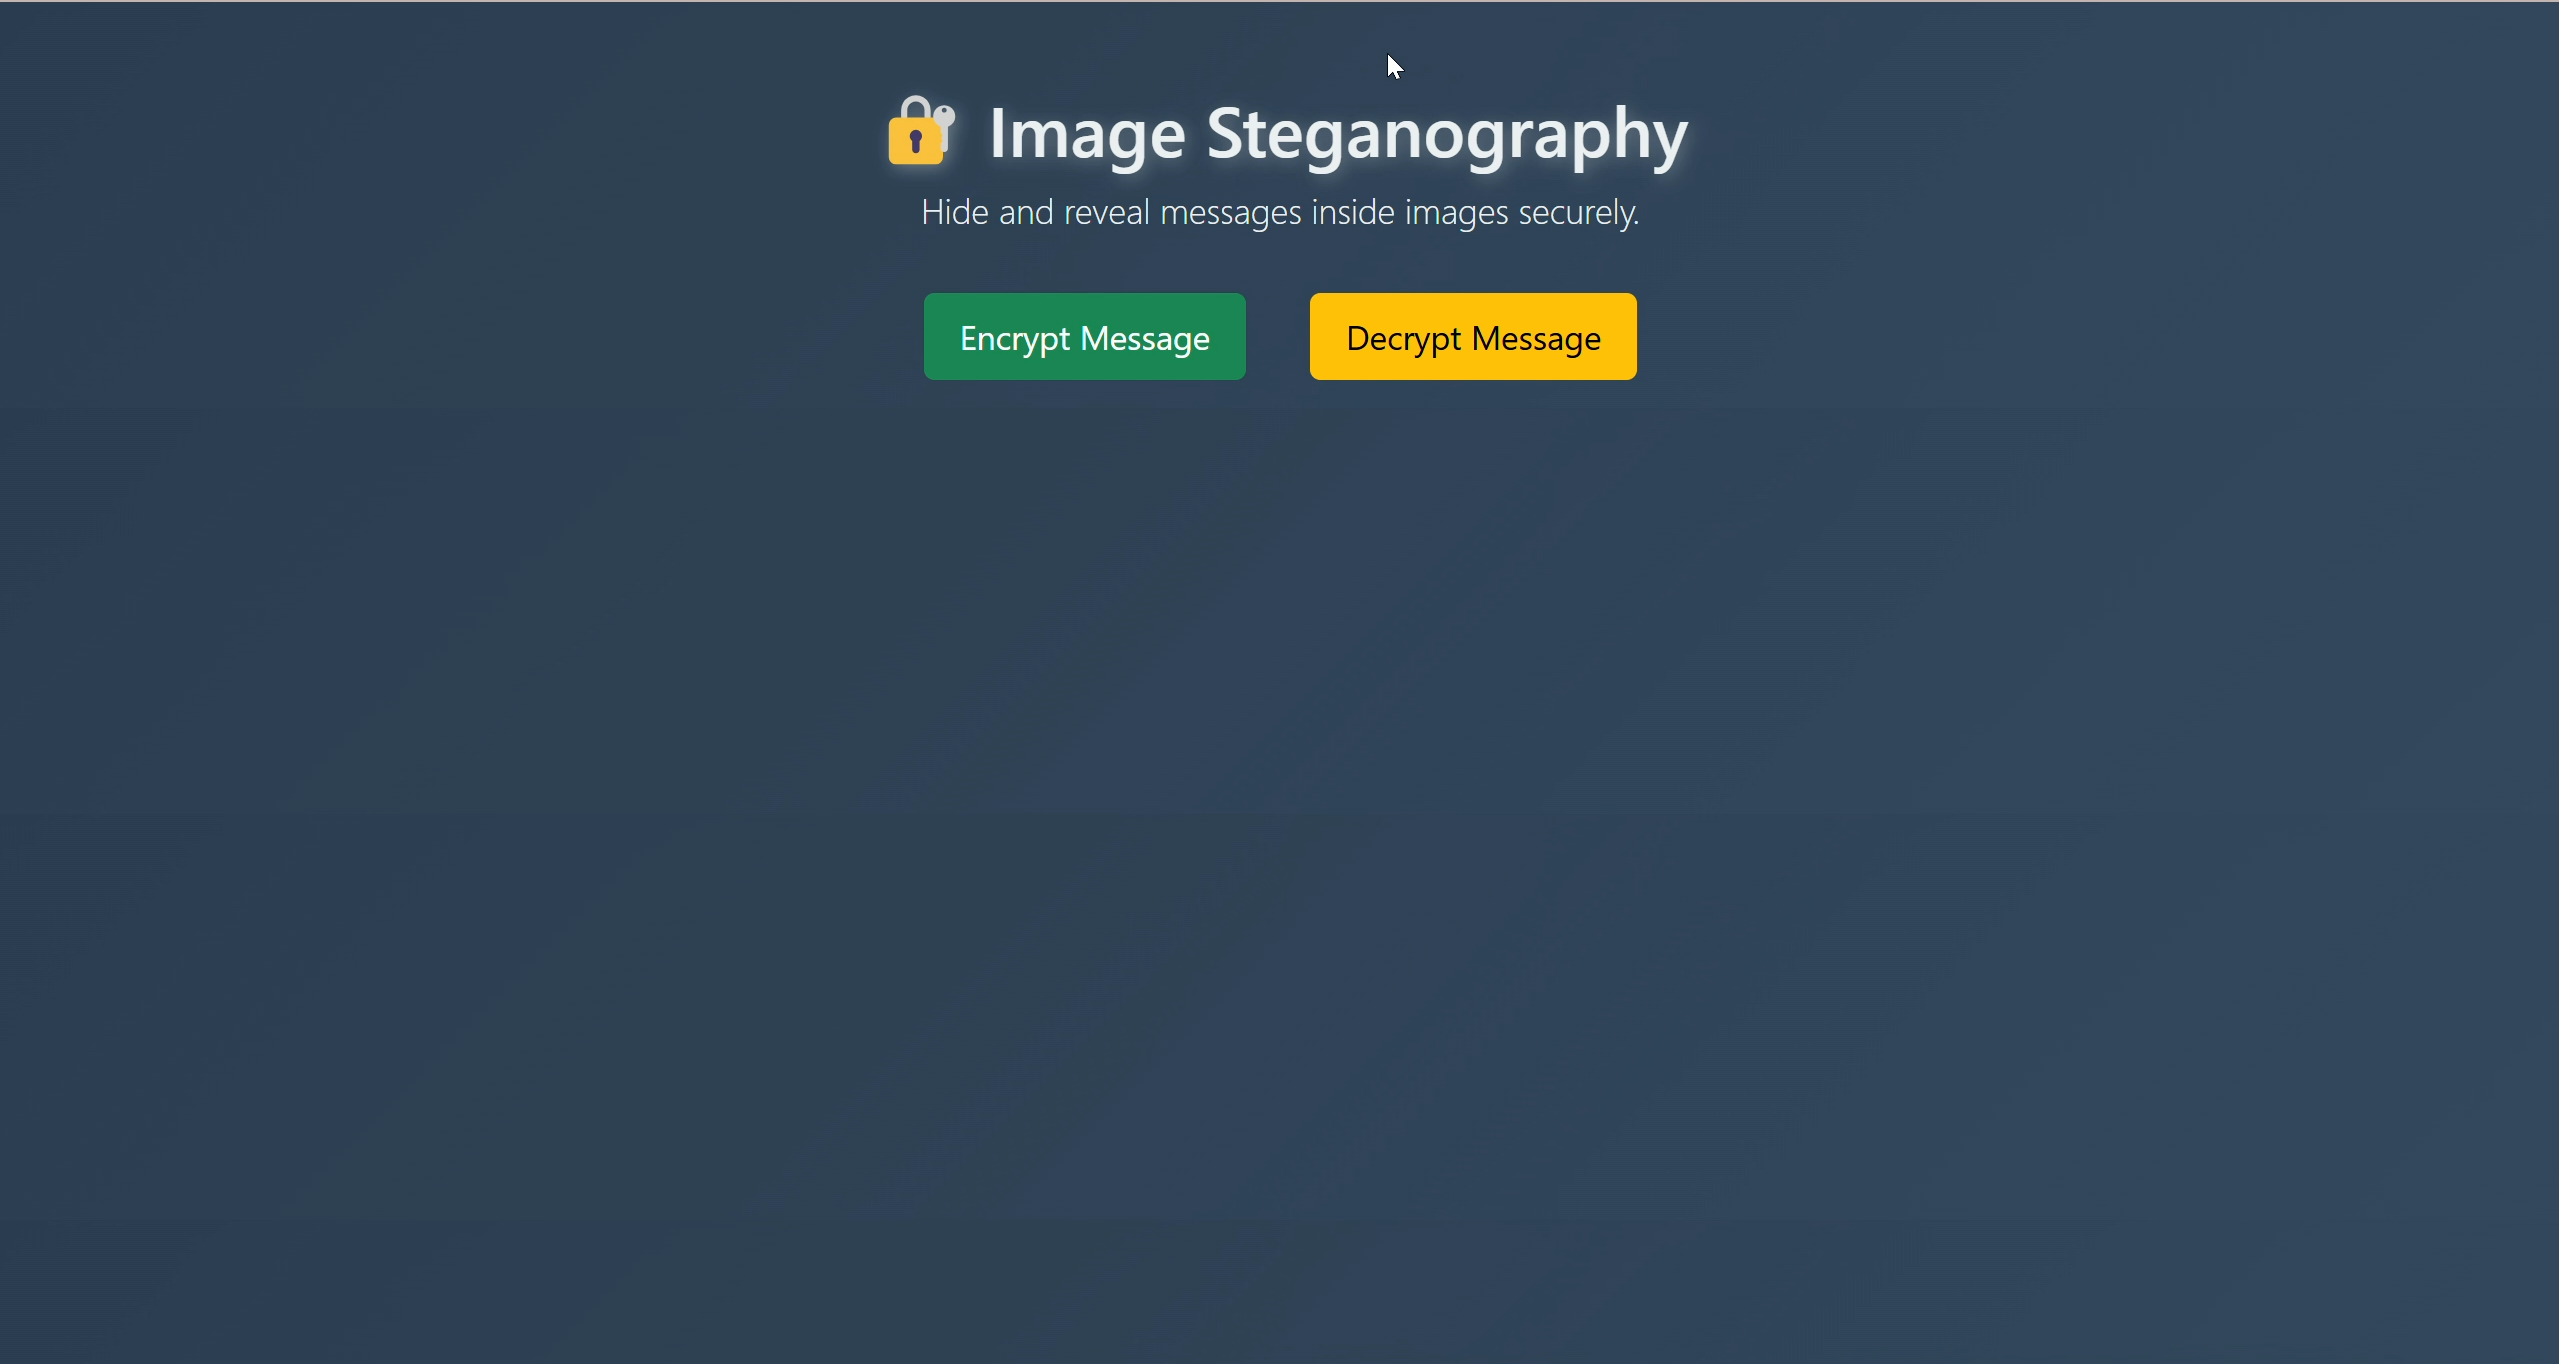 Image Steganography
Hide and reveal messages inside images securely.
Encrypt Message
Decrypt Message